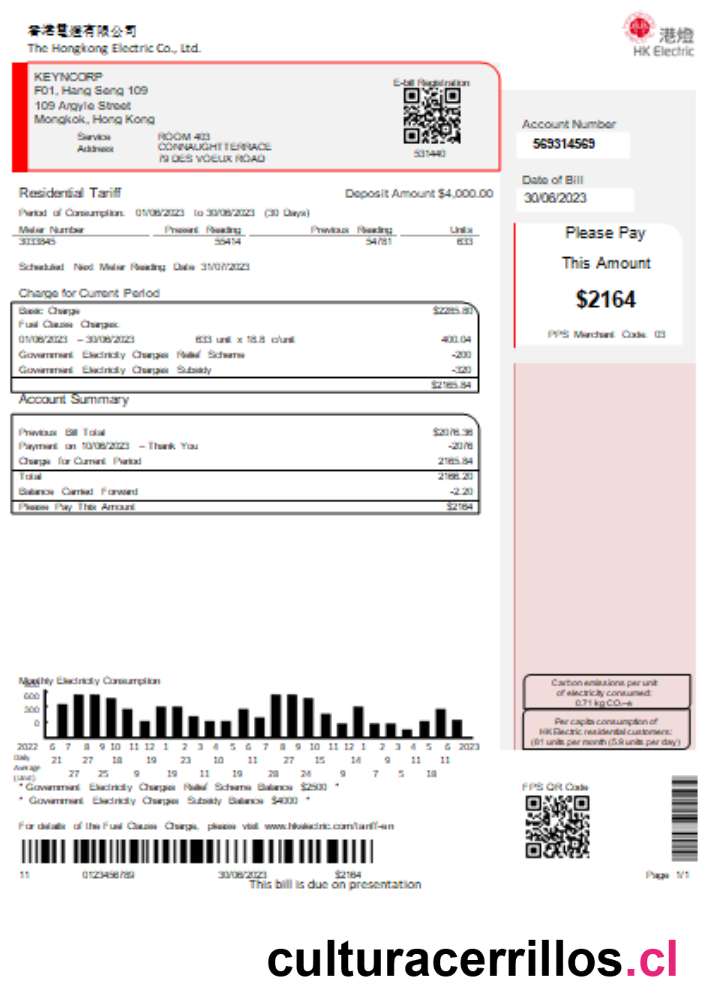 香港電燈有限公司
The Hongkong Electric Co., Ltd.
港燈
HK Electric
KEYNCORP
F01, Hang Seng 109
109 Argyle Street
Mongkok, Hong Kong
Service Address
ROOM 403
CONNAUGHT TERRACE
79 DES VOEUX ROAD
E-bill Registration
531440
Account Number
569314569
Date of Bill
30/06/2023
Please Pay
This Amount
$2164
PPS Merchant Code: 03
Residential Tariff Deposit Amount $4,000.00
Period of Consumption: 01/06/2023 to 30/06/2023 (30 Days)
Meter Number Present Reading Previous Reading Units
3033845 55414 54781 633
Scheduled Next Meter Reading Date 31/07/2023
Charge for Current Period
Basic Charge $2285.80
Fuel Clause Charges:
01/06/2023 – 30/06/2023 633 unit x 18.8 c/unit 400.04
Government Electricity Charges Relief Scheme -200
Government Electricity Charges Subsidy -320
$2165.84
Account Summary
Previous Bill Total $2076.36
Payment on 10/06/2023 – Thank You -2076
Charge for Current Period 2165.84
Total 2166.20
Balance Carried Forward -2.20
Please Pay This Amount $2164
Monthly Electricity Consumption
600
300
0
2022 6 7 8 9 10 11 12 1 2 3 4 5 6 7 8 9 10 11 12 1 2 3 4 5 6 2023
Daily Average (Unit)
21 27 18 19 23 10 27 15 14 9 11 11
27 25 9 19 11 19 28 24 9 7 5 18
* Government Electricity Charges Relief Scheme Balance $2500 *
* Government Electricity Charges Subsidy Balance $4000 *
For details of the Fuel Clause Charge, please visit www.hkelectric.com/tariff-en
11 0123456789 30/06/2023 $2164
This bill is due on presentation
Carbon emissions per unit
of electricity consumed:
0.71 kg CO₂-e
Per capita consumption of
HK Electric residential customers:
(81 units per month (5.9 units per day)
FPS QR Code
Page 1/1
culturacerrillos.cl